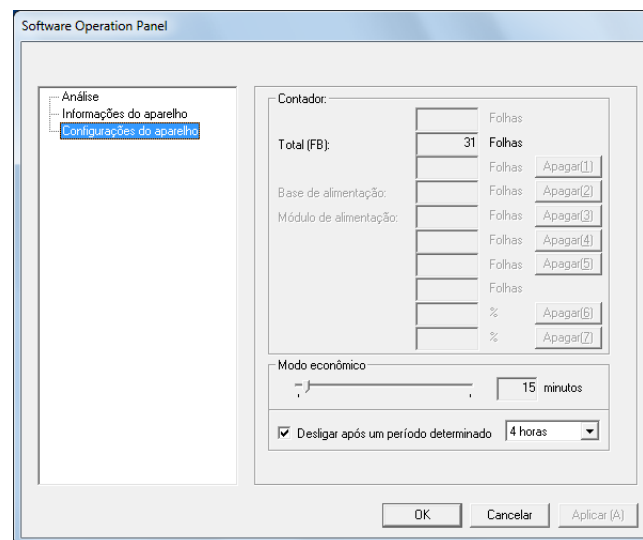 Software Operation Panel
Análise
Informações do aparelho
Configurações do aparelho
Contador:
Folhas
Total (FB): 31 Folhas
Folhas Apagar(1)
Base de alimentação: Folhas Apagar(2)
Módulo de alimentação: Folhas Apagar(3)
Folhas Apagar(4)
Folhas Apagar(5)
Folhas
% Apagar(6)
% Apagar(7)
Modo econômico
15 minutos
Desligar após um período determinado 4 horas
OK Cancelar Aplicar (A)